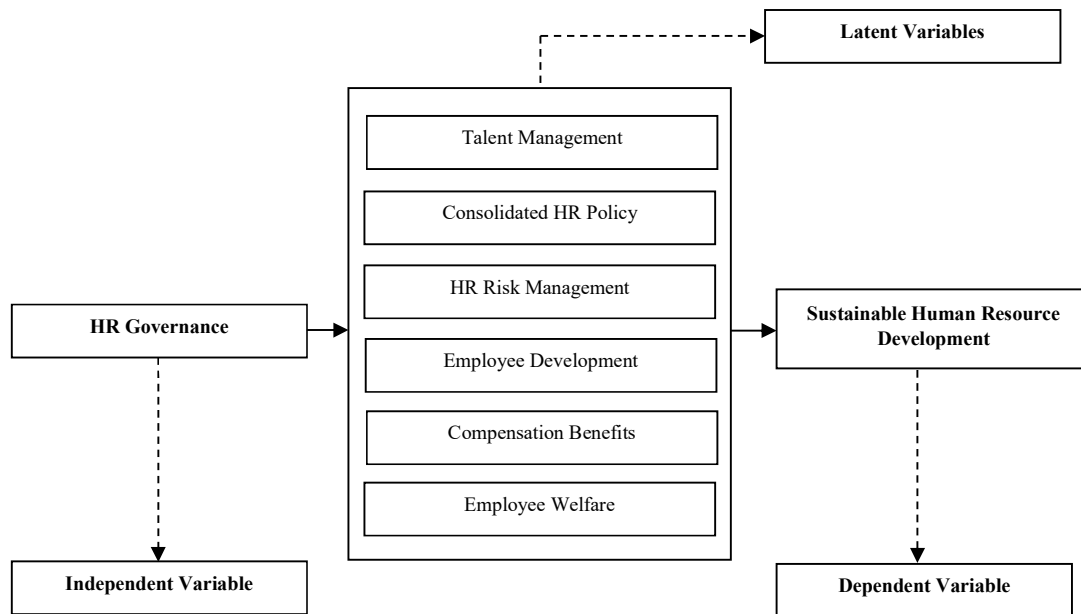 Latent Variables
Talent Management
Consolidated HR Policy
HR Risk Management
HR Governance
Sustainable Human Resource
Development
Employee Development
Compensation Benefits
Employee Welfare
Independent Variable
Dependent Variable